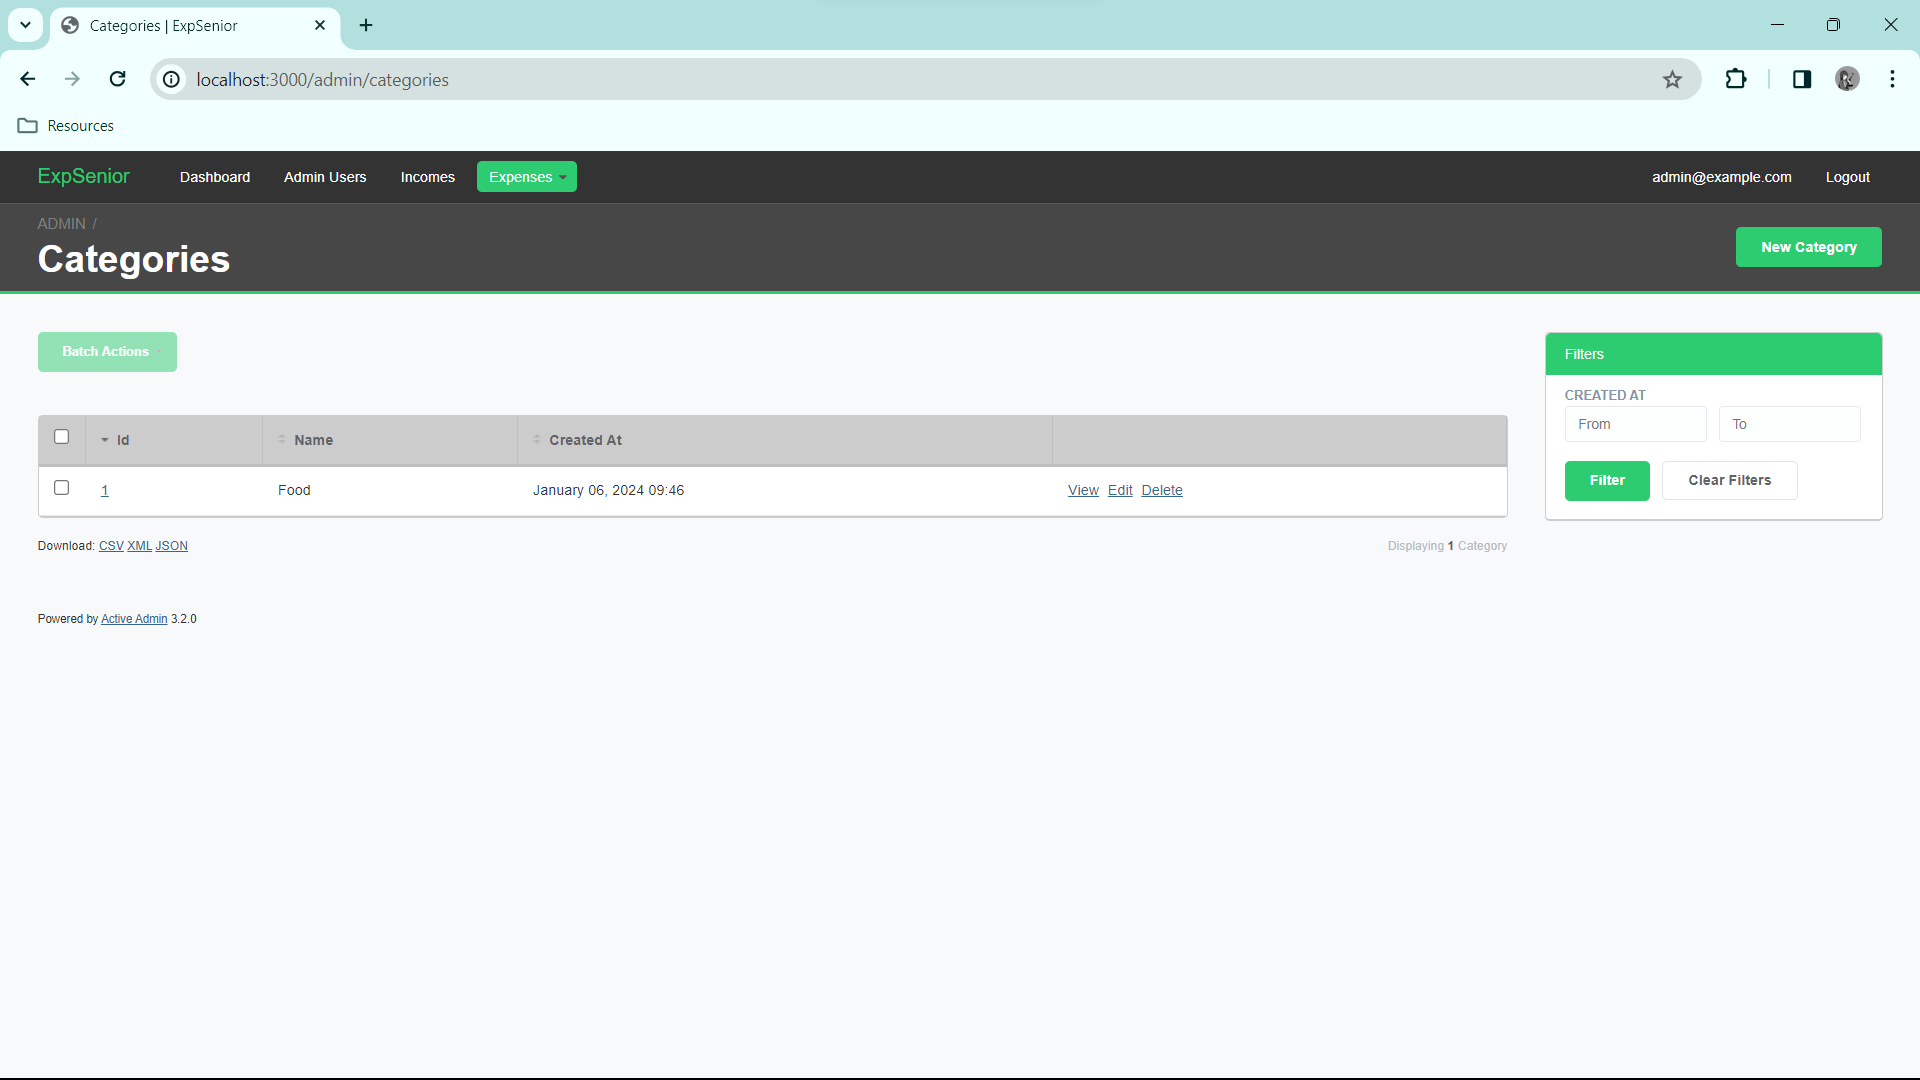 Categories | ExpSenior
localhost:3000/admin/categories
Resources
ExpSenior Dashboard Admin Users Incomes Expenses admin@example.com Logout
ADMIN /
Categories
New Category
Batch Actions
Filters
CREATED AT
From To
Filter Clear Filters
Id Name Created At
1 Food January 06, 2024 09:46 View Edit Delete
Download: CSV XML JSON
Displaying 1 Category
Powered by Active Admin 3.2.0